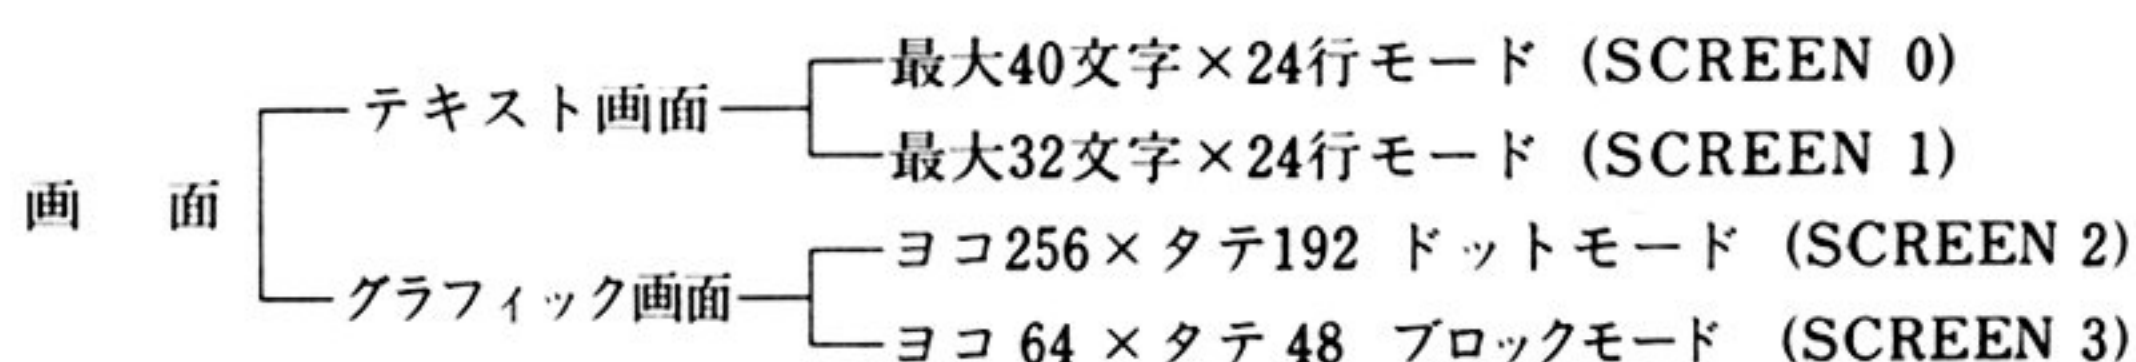 最大40文字×24行モード (SCREEN 0)
テキスト画面
最大32文字×24行モード (SCREEN 1)
画 面
ヨコ256×タテ192 ドットモード (SCREEN 2)
グラフィック画面
ヨコ 64 ×タテ 48 ブロックモード (SCREEN 3)